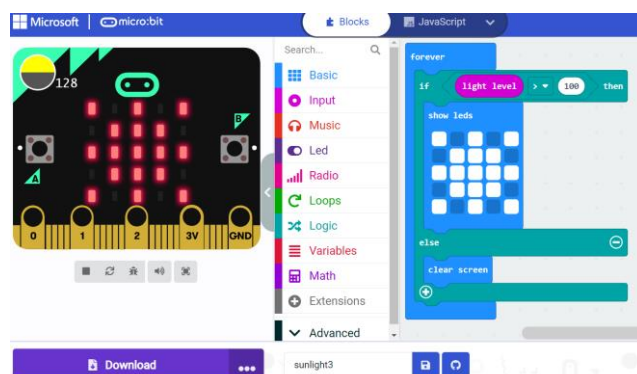 Microsoft
micro:bit
Blocks
JavaScript
128
B
A
0
1
2
3V
GND
Search...
Basic
Input
Music
Led
Radio
Loops
Logic
Variables
Math
Extensions
Advanced
forever
if light level > 100 then
show leds
else
clear screen
Download
sunlight3